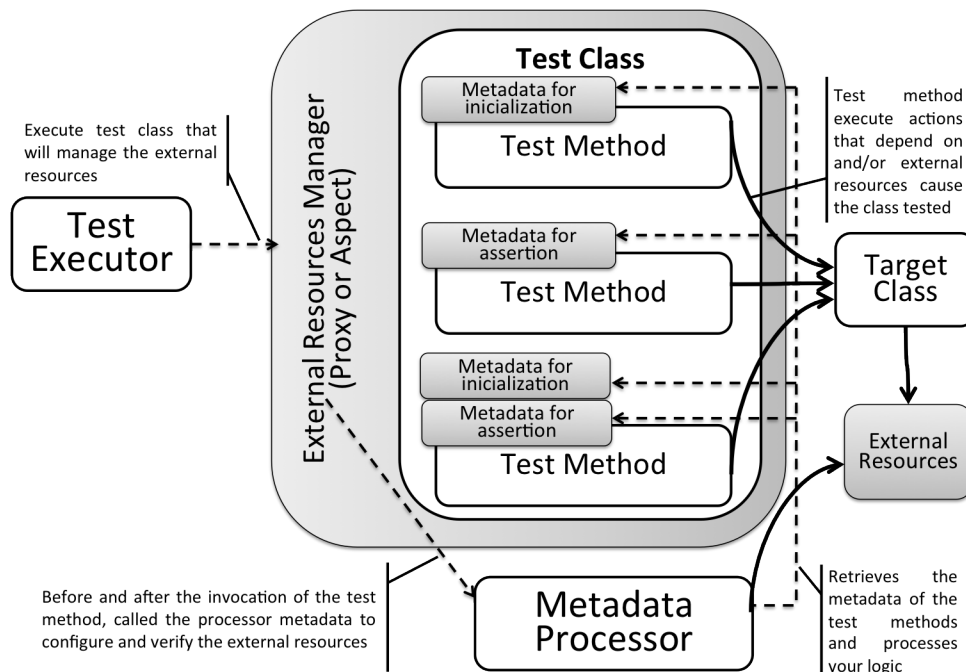 Test Class
Metadata for
inicialization
Test Method
Test method
execute actions
that depend on
and/or external
resources cause
the class tested
Execute test class that
will manage the external
resources
Test
Executor
External Resources Manager
(Proxy or Aspect)
Metadata for
assertion
Test Method
Target
Class
Metadata for
inicialization
Metadata for
assertion
Test Method
External
Resources
Before and after the invocation of the test
method, called the processor metadata to
configure and verify the external resources
Metadata
Processor
Retrieves the
metadata of the
test methods
and processes
your logic